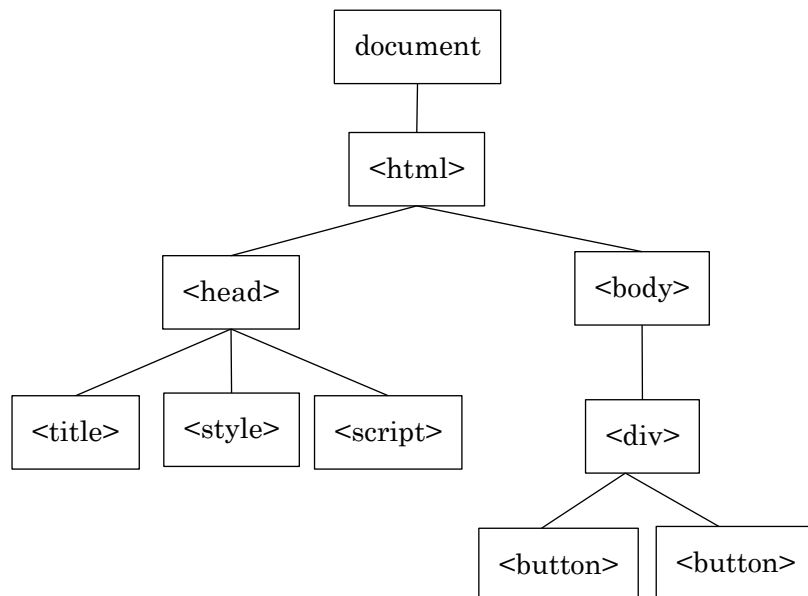 document
<html>
<head>
<body>
<title>
<style>
<script>
<div>
<button>
<button>